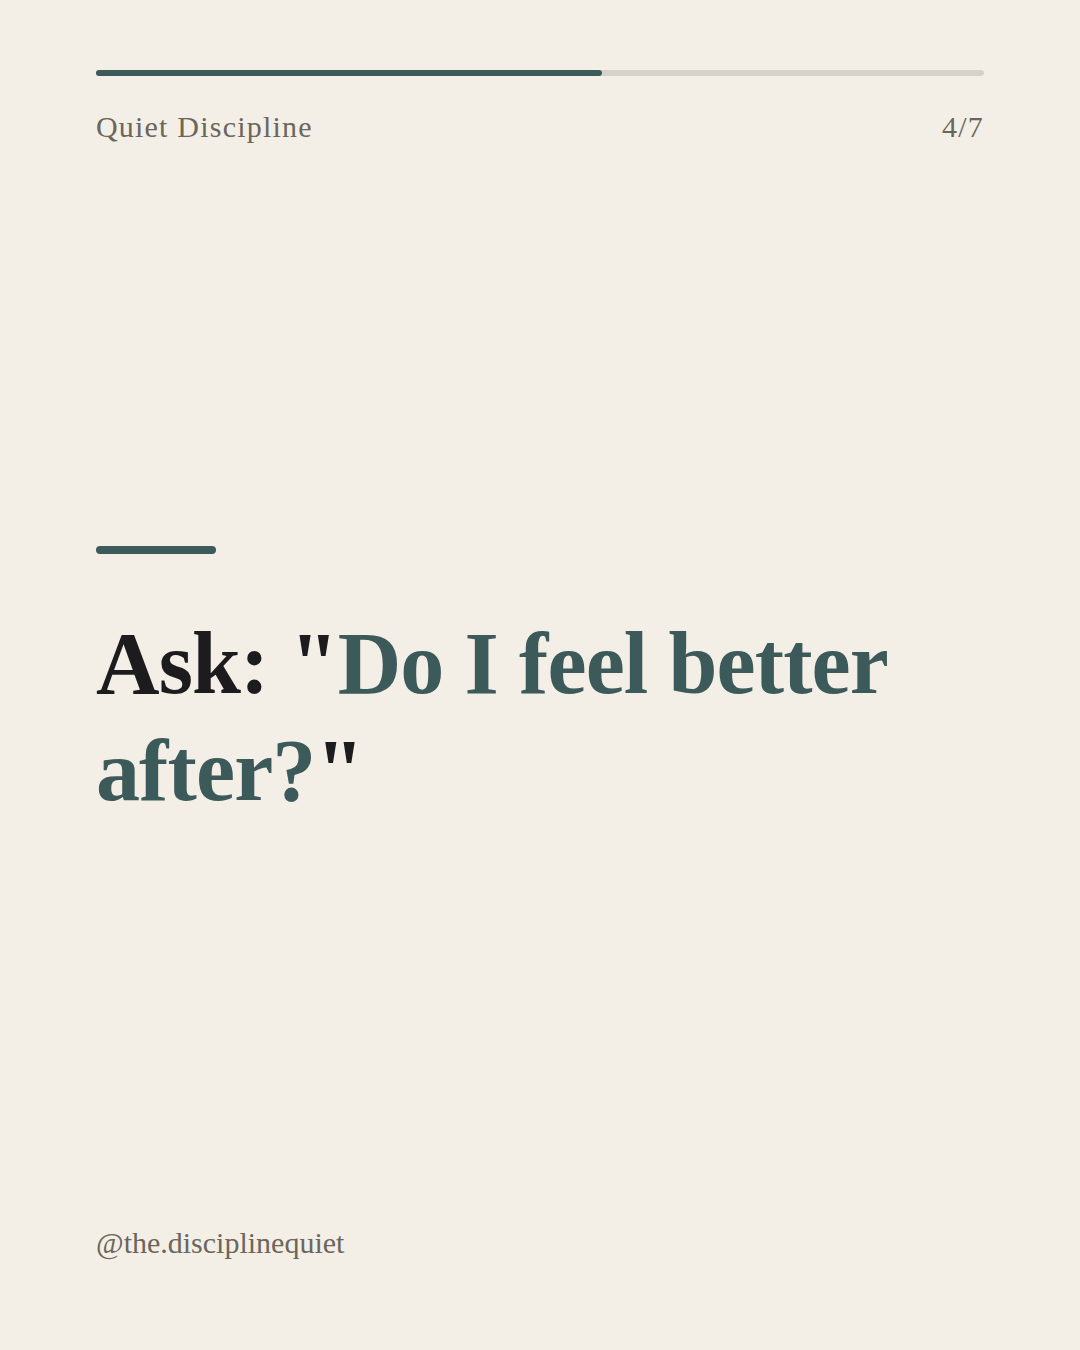 Quiet Discipline
4/7
Ask: "Do I feel better
after?"
@the.disciplinequiet